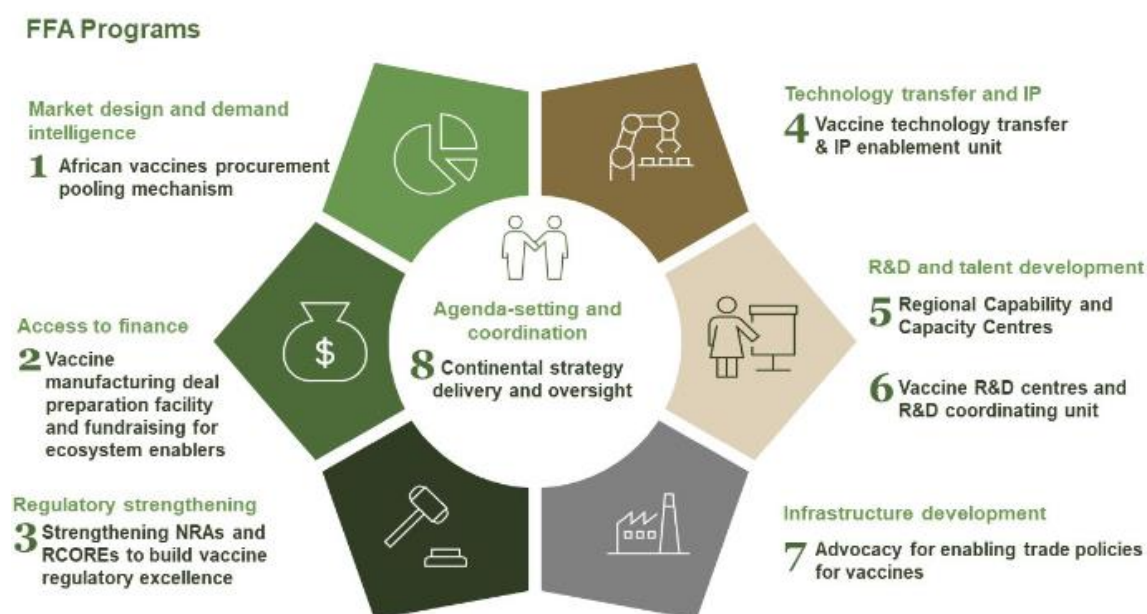 FFA Programs
Market design and demand
intelligence
1 African vaccines procurement
pooling mechanism
Access to finance
2 Vaccine
manufacturing deal
preparation facility
and fundraising for
ecosystem enablers
$
Regulatory strengthening
3 Strengthening NRAs and
RCOREs to build vaccine
regulatory excellence
Agenda-setting and
coordination
8 Continental strategy
delivery and oversight
Technology transfer and IP
4 Vaccine technology transfer
& IP enablement unit
R&D and talent development
5 Regional Capability and
Capacity Centres
6 Vaccine R&D centres and
R&D coordinating unit
Infrastructure development
7 Advocacy for enabling trade policies
for vaccines